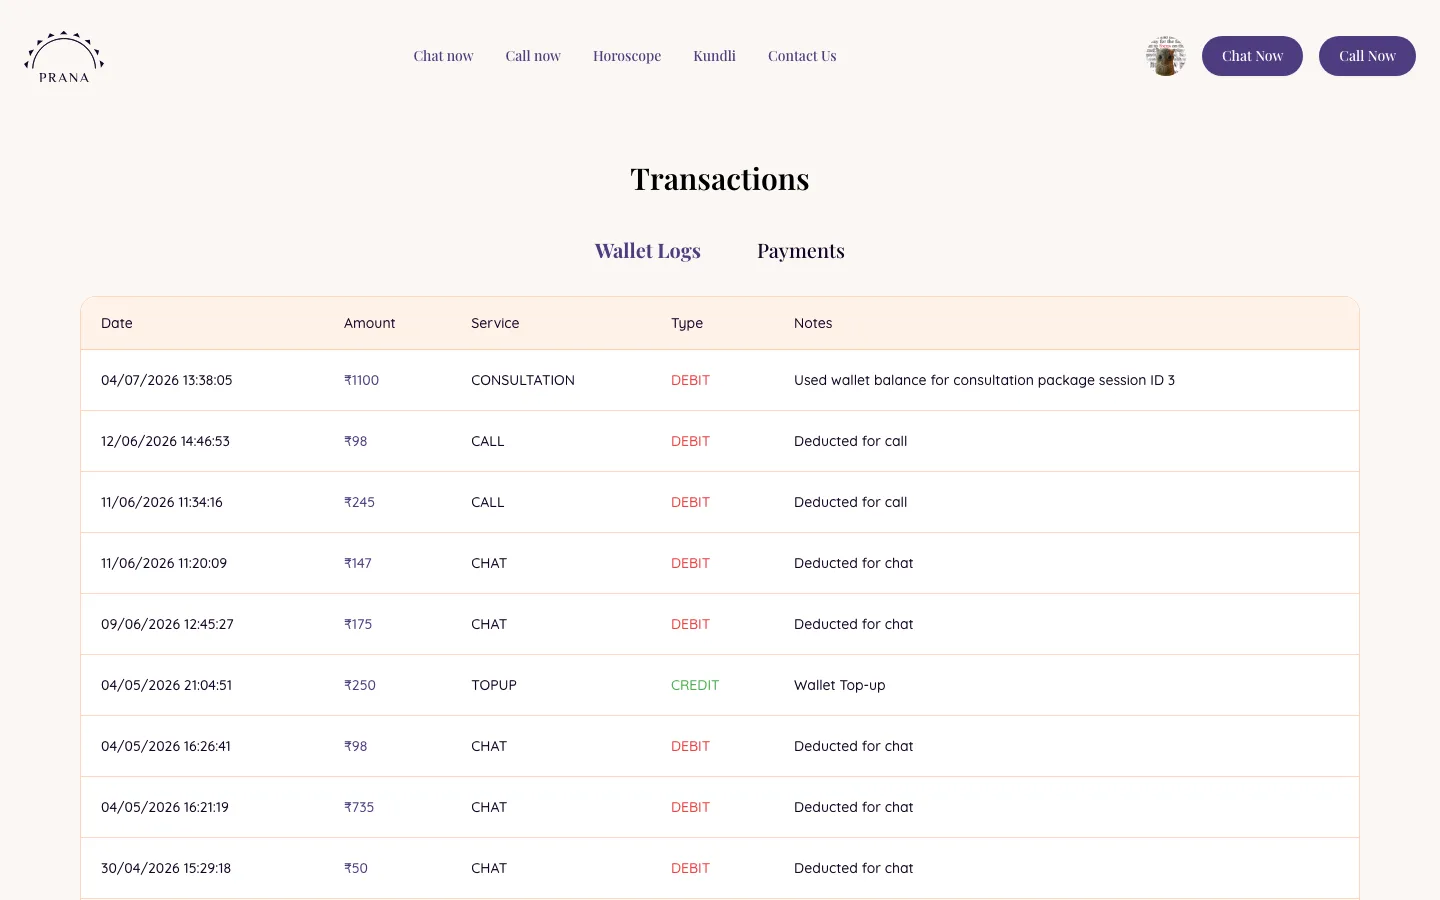 PRANA
Chat now Call now Horoscope Kundli Contact Us
Chat Now Call Now
Transactions
Wallet Logs Payments
Date Amount Service Type Notes
04/07/2026 13:38:05 ₹1100 CONSULTATION DEBIT Used wallet balance for consultation package session ID 3
12/06/2026 14:46:53 ₹98 CALL DEBIT Deducted for call
11/06/2026 11:34:16 ₹245 CALL DEBIT Deducted for call
11/06/2026 11:20:09 ₹147 CHAT DEBIT Deducted for chat
09/06/2026 12:45:27 ₹175 CHAT DEBIT Deducted for chat
04/05/2026 21:04:51 ₹250 TOPUP CREDIT Wallet Top-up
04/05/2026 16:26:41 ₹98 CHAT DEBIT Deducted for chat
04/05/2026 16:21:19 ₹735 CHAT DEBIT Deducted for chat
30/04/2026 15:29:18 ₹50 CHAT DEBIT Deducted for chat